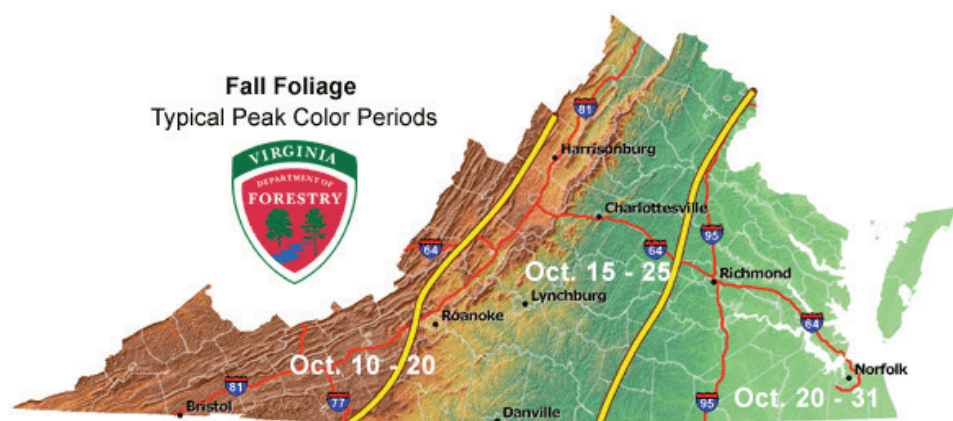 Fall Foliage
Typical Peak Color Periods
VIRGINIA
DEPARTMENT OF
FORESTRY
81
Harrisonburg
Charlottesville
95
64
64
Oct. 15 - 25
Richmond
Lynchburg
Roanoke
64
Oct. 10 - 20
Norfolk
81
77
95
Oct. 20 - 31
Bristol
Danville